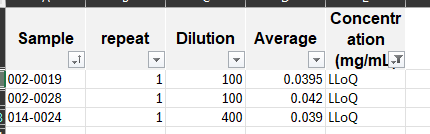 Sample repeat Dilution Average Concentr
ation
(mg/mL
002-0019 1 100 0.0395 LLoQ
002-0028 1 100 0.042 LLoQ
014-0024 1 400 0.039 LLoQ